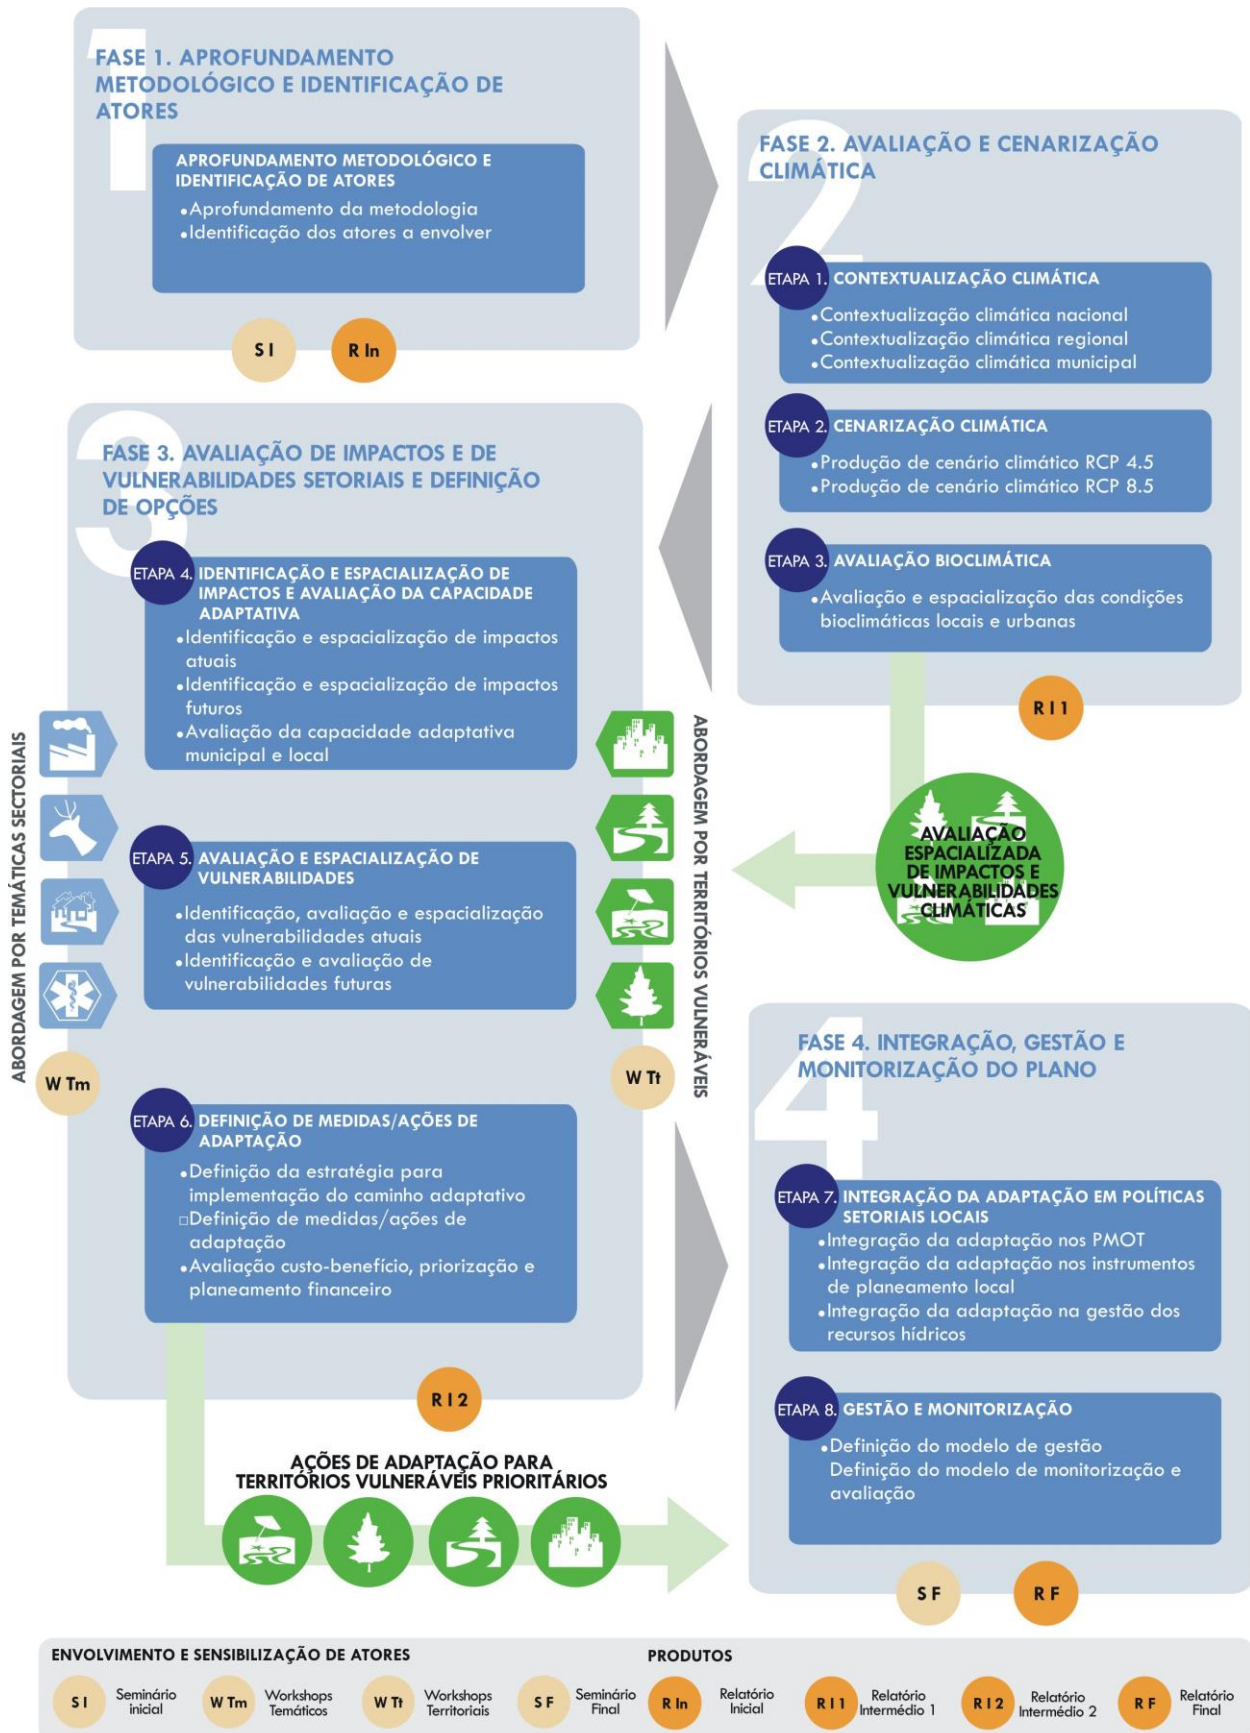 1
FASE 1. APROFUNDAMENTO
METODOLÓGICO E IDENTIFICAÇÃO DE
ATORES
APROFUNDAMENTO METODOLÓGICO E
IDENTIFICAÇÃO DE ATORES
•Aprofundamento da metodologia
•Identificação dos atores a envolver
S I
R In
2
FASE 2. AVALIAÇÃO E CENARIZAÇÃO
CLIMÁTICA
ETAPA 1. CONTEXTUALIZAÇÃO CLIMÁTICA
•Contextualização climática nacional
•Contextualização climática regional
•Contextualização climática municipal
ETAPA 2. CENARIZAÇÃO CLIMÁTICA
•Produção de cenário climático RCP 4.5
•Produção de cenário climático RCP 8.5
ETAPA 3. AVALIAÇÃO BIOCLIMÁTICA
•Avaliação e espacialização das condições
bioclimáticas locais e urbanas
R I 1
AVALIAÇÃO
ESPACIALIZADA
DE IMPACTOS E
VULNERABILIDADES
CLIMÁTICAS
3
FASE 3. AVALIAÇÃO DE IMPACTOS E DE
VULNERABILIDADES SETORIAIS E DEFINIÇÃO
DE OPÇÕES
ETAPA 4. IDENTIFICAÇÃO E ESPACIALIZAÇÃO DE
IMPACTOS E AVALIAÇÃO DA CAPACIDADE
ADAPTATIVA
•Identificação e espacialização de impactos
atuais
•Identificação e espacialização de impactos
futuros
•Avaliação da capacidade adaptativa
municipal e local
ABORDAGEM POR TEMÁTICAS SECTORIAIS
ABORDAGEM POR TERRITÓRIOS VULNERÁVEIS
ETAPA 5. AVALIAÇÃO E ESPACIALIZAÇÃO DE
VULNERABILIDADES
•Identificação, avaliação e espacialização
das vulnerabilidades atuais
•Identificação e avaliação de
vulnerabilidades futuras
W Tm
W Tt
ETAPA 6. DEFINIÇÃO DE MEDIDAS/AÇÕES DE
ADAPTAÇÃO
•Definição da estratégia para
implementação do caminho adaptativo
□Definição de medidas/ações de
adaptação
•Avaliação custo-benefício, priorização e
planeamento financeiro
R I 2
AÇÕES DE ADAPTAÇÃO PARA
TERRITÓRIOS VULNERÁVEIS PRIORITÁRIOS
4
FASE 4. INTEGRAÇÃO, GESTÃO E
MONITORIZAÇÃO DO PLANO
ETAPA 7. INTEGRAÇÃO DA ADAPTAÇÃO EM POLÍTICAS
SETORIAIS LOCAIS
•Integração da adaptação nos PMOT
•Integração da adaptação nos instrumentos
de planeamento local
•Integração da adaptação na gestão dos
recursos hídricos
ETAPA 8. GESTÃO E MONITORIZAÇÃO
•Definição do modelo de gestão
Definição do modelo de monitorização e
avaliação
S F
R F
ENVOLVIMENTO E SENSIBILIZAÇÃO DE ATORES
S I Seminário
inicial
W Tm Workshops
Temáticos
W Tt Workshops
Territoriais
S F Seminário
Final
PRODUTOS
R In Relatório
Inicial
R I 1 Relatório
Intermédio 1
R I 2 Relatório
Intermédio 2
R F Relatório
Final